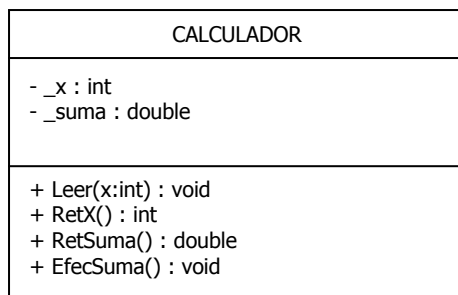 CALCULADOR
- _x : int
- _suma : double
+ Leer(x:int) : void
+ RetX() : int
+ RetSuma() : double
+ EfecSuma() : void